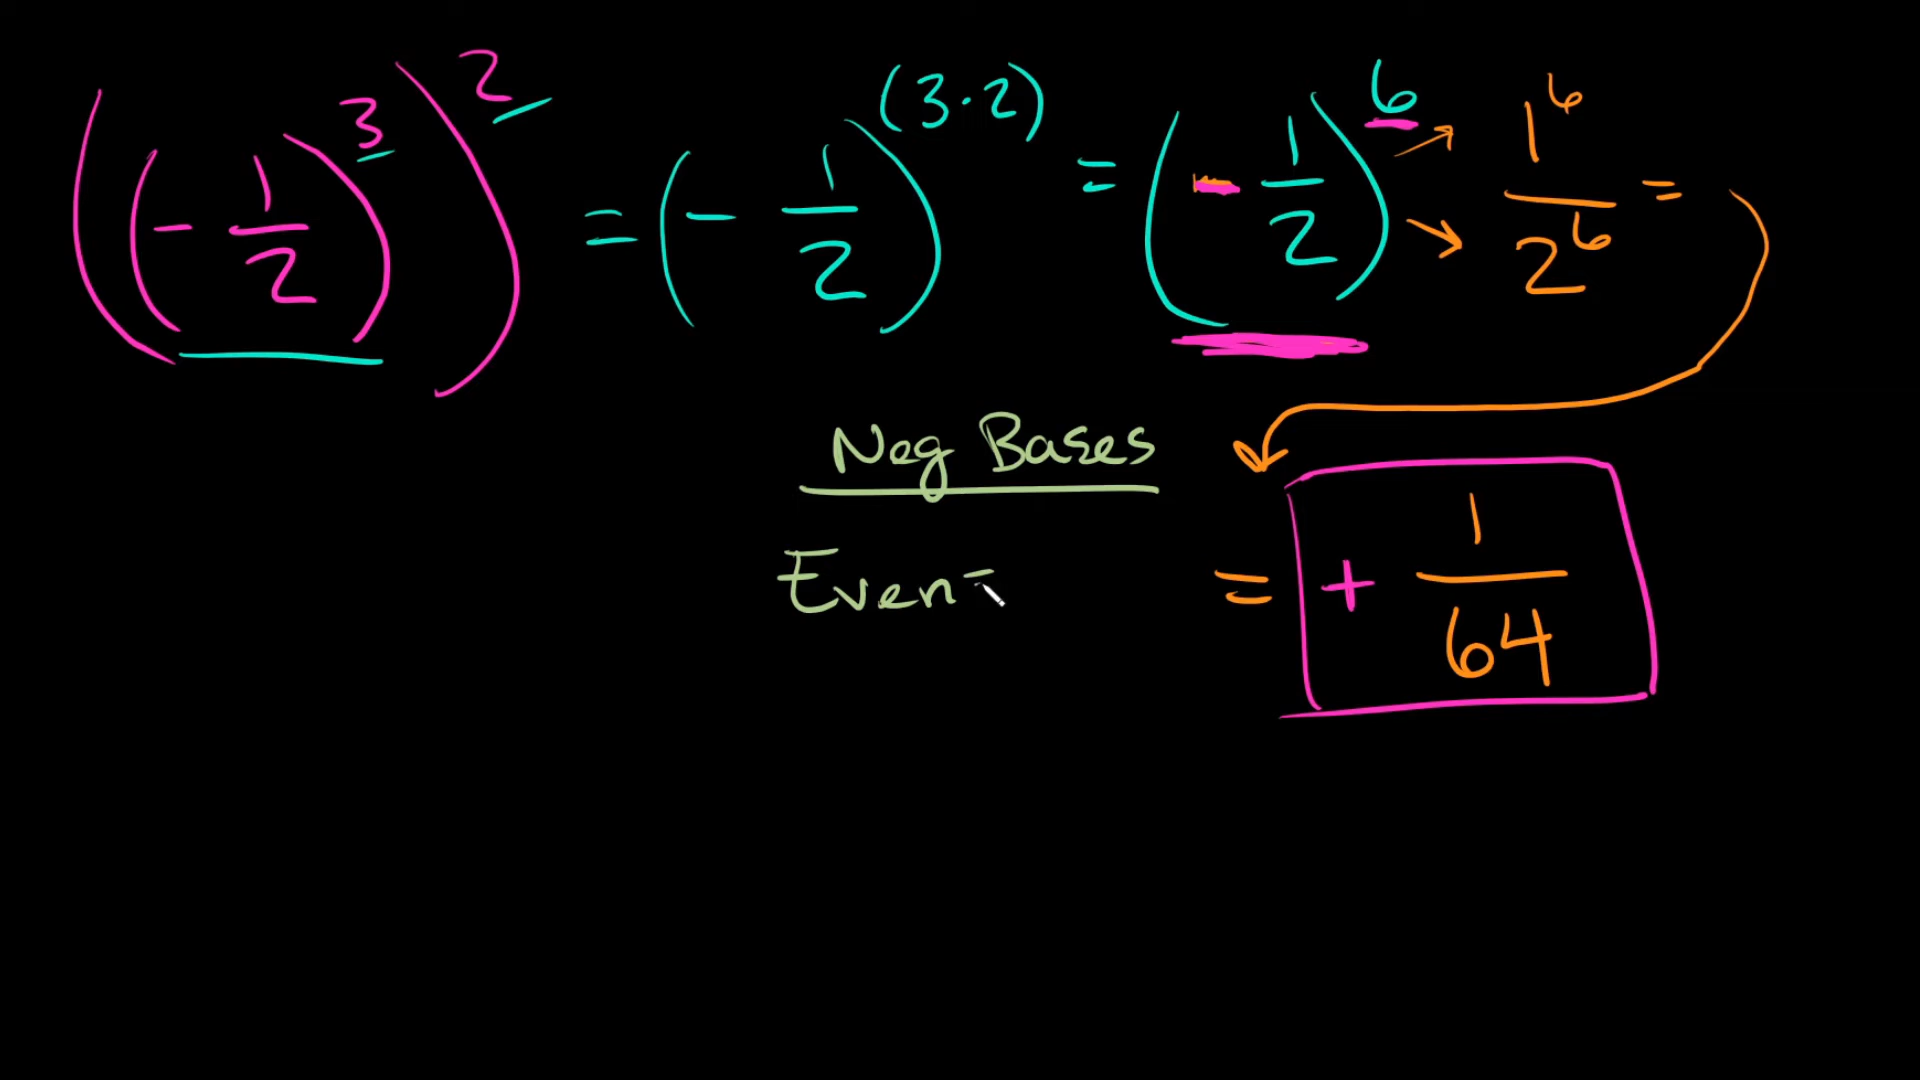 ((-1/2)^3)^2 = (-1/2)^(3·2) = (-1/2)^6 → 1^6/2^6 =
Neg Bases
Even = 
= + 1/64